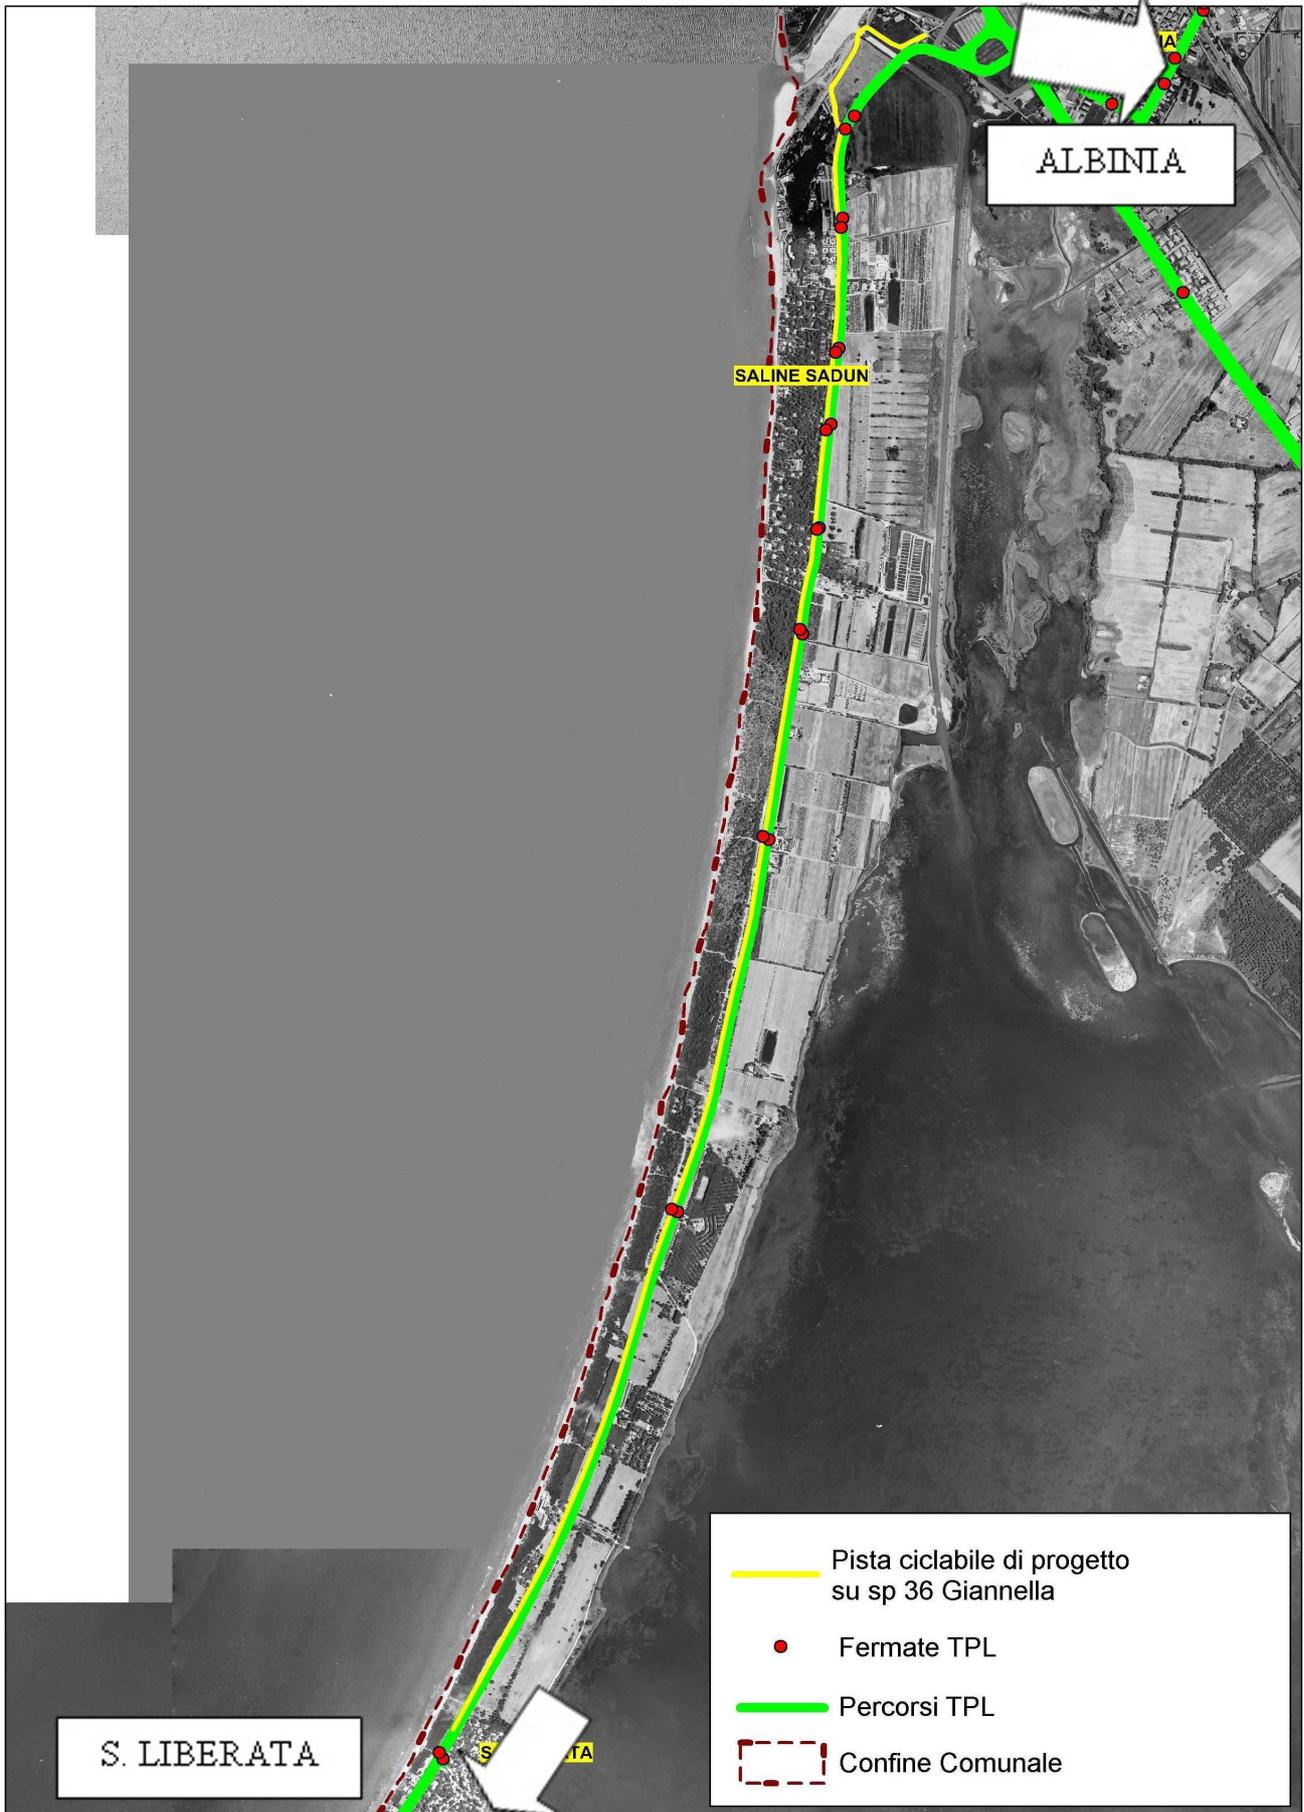 ALBINIA
SALINE SADUN
Pista ciclabile di progetto
su sp 36 Giannella
Fermate TPL
Percorsi TPL
Confine Comunale
S. LIBERATA